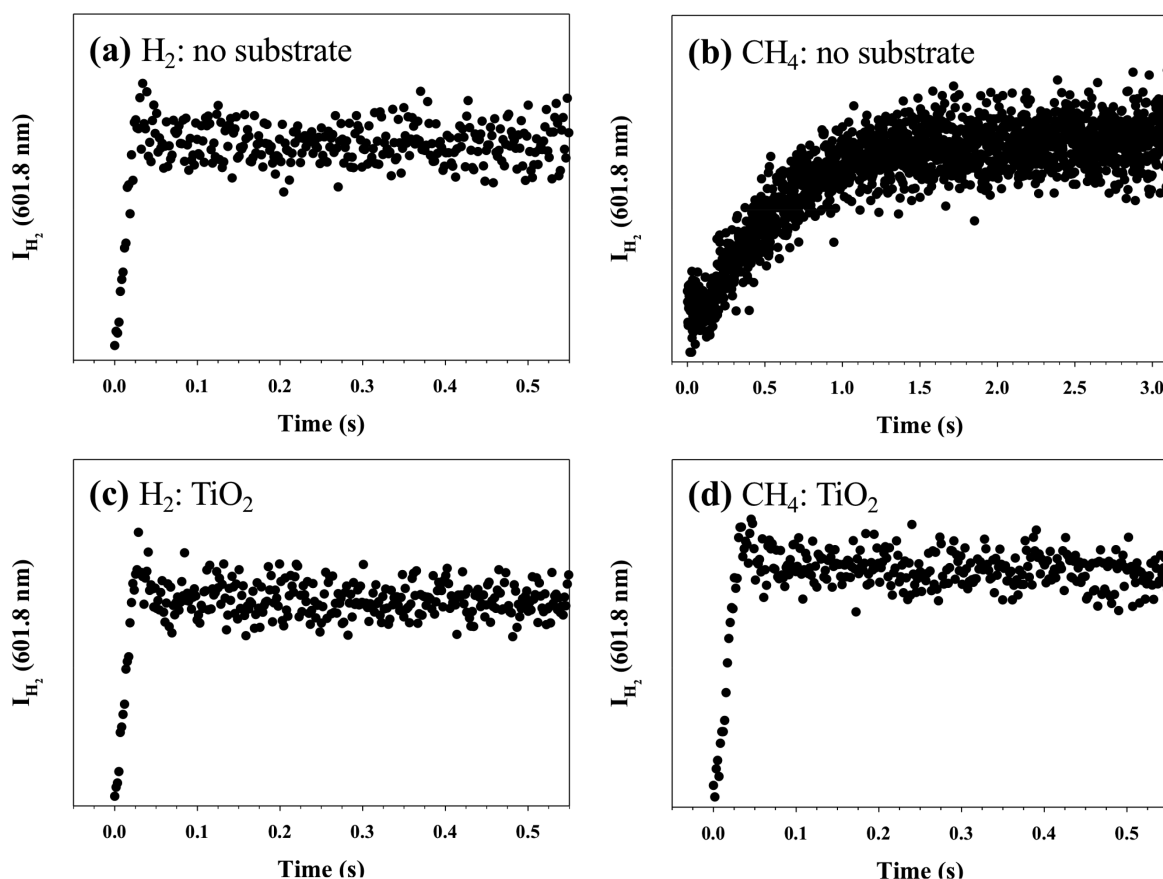 (a) H₂: no substrate
I_H₂ (601.8 nm)
0.0 0.1 0.2 0.3 0.4 0.5
Time (s)
(b) CH₄: no substrate
I_H₂ (601.8 nm)
0.0 0.5 1.0 1.5 2.0 2.5 3.0
Time (s)
(c) H₂: TiO₂
I_H₂ (601.8 nm)
0.0 0.1 0.2 0.3 0.4 0.5
Time (s)
(d) CH₄: TiO₂
I_H₂ (601.8 nm)
0.0 0.1 0.2 0.3 0.4 0.5
Time (s)